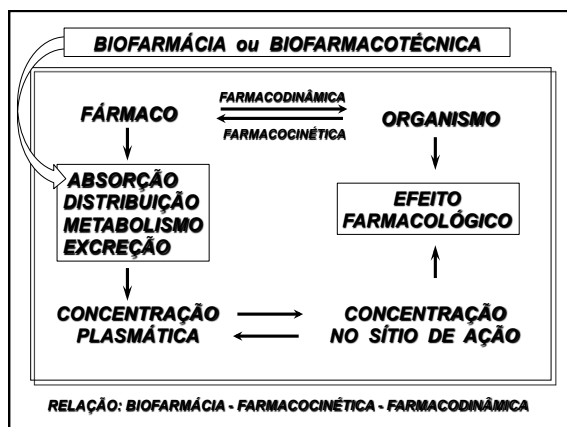 BIOFARMÁCIA ou BIOFARMACOTÉCNICA
FÁRMACO
FARMACODINÂMICA
FARMACOCINÉTICA
ORGANISMO
ABSORÇÃO
DISTRIBUIÇÃO
METABOLISMO
EXCREÇÃO
EFEITO
FARMACOLÓGICO
CONCENTRAÇÃO
PLASMÁTICA
CONCENTRAÇÃO
NO SÍTIO DE AÇÃO
RELAÇÃO: BIOFARMÁCIA - FARMACOCINÉTICA - FARMACODINÂMICA